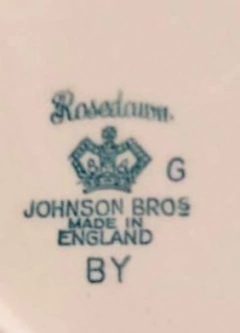 Rosedawn.
G
JOHNSON BROS
MADE IN
ENGLAND
BY